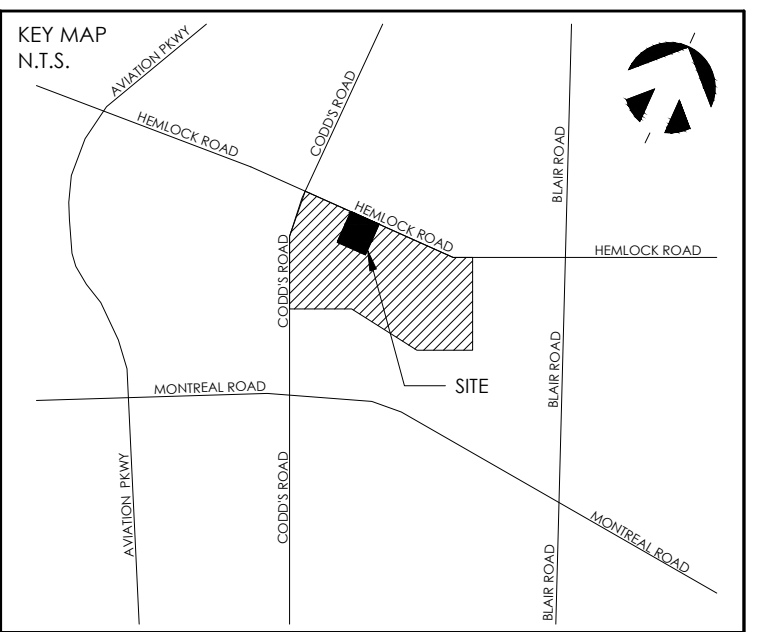 KEY MAP
N.T.S.
AVIATION PKWY
HEMLOCK ROAD
CODD'S ROAD
BLAIR ROAD
HEMLOCK ROAD
HEMLOCK ROAD
CODD'S ROAD
BLAIR ROAD
SITE
MONTREAL ROAD
AVIATION PKWY
CODD'S ROAD
MONTREAL ROAD
BLAIR ROAD